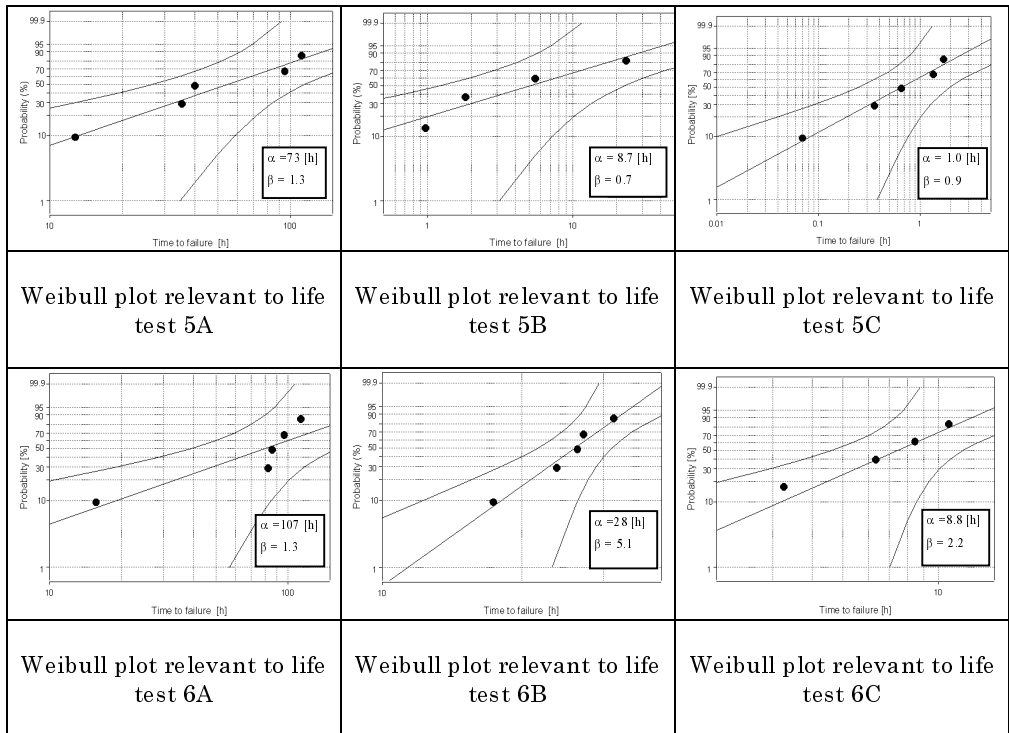 99.9
95
90
70
50
30
10
1
Probability (%)
α =73 [h]
β = 1.3
10
100
Time to failure [h]
99.9
95
90
70
50
30
10
1
Probability (%)
α = 8.7 [h]
β = 0.7
1
10
Time to failure [h]
99.9
95
90
70
50
30
10
1
Probability [%]
α = 1.0 [h]
β = 0.9
0.01
0.1
1
Time to failure [h]
Weibull plot relevant to life
test 5A
Weibull plot relevant to life
test 5B
Weibull plot relevant to life
test 5C
99.9
95
90
70
50
30
10
1
Probability (%)
α =107 [h]
β = 1.3
10
100
Time to failure [h]
99.9
95
90
70
50
30
10
1
Probability (%)
α =28 [h]
β = 5.1
10
Time to failure [h]
99.9
95
90
70
50
30
10
1
Probability [%]
α =8.8 [h]
β = 2.2
10
Time to failure [h]
Weibull plot relevant to life
test 6A
Weibull plot relevant to life
test 6B
Weibull plot relevant to life
test 6C